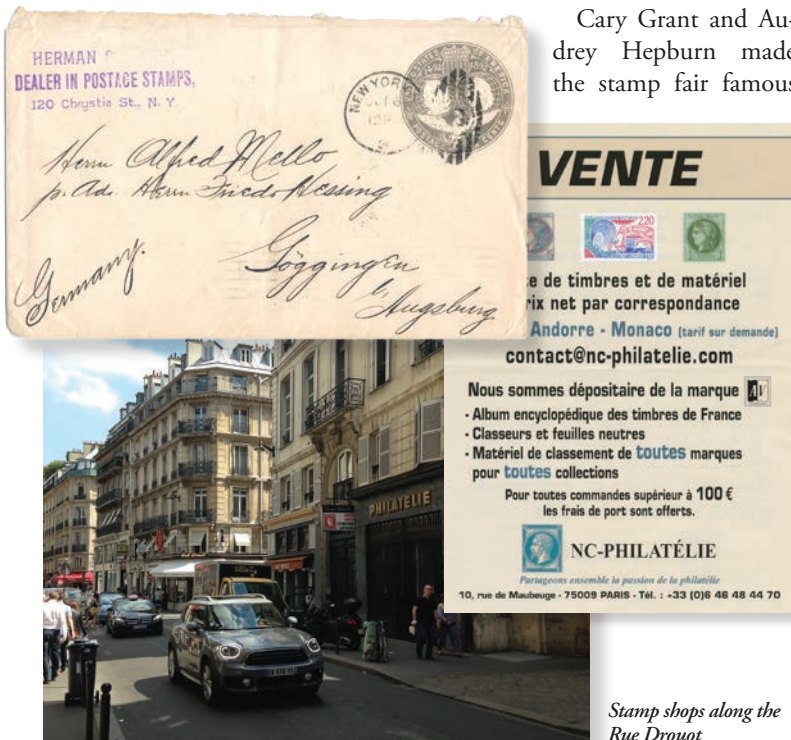 HERMAN
DEALER IN POSTAGE STAMPS,
120 Chrystie St., N. Y.
NEW YORK
Herrn Alfred Mello
p. Adr. Herrn Friedr. Hessing
Göggingen
b/ Augsburg
Germany.
Cary Grant and Au-
drey Hepburn made
the stamp fair famous
VENTE
2,20
de timbres et de matériel
net par correspondance
Andorre - Monaco (tarif sur demande)
contact@nc-philatelie.com
Nous sommes dépositaire de la marque AV
- Album encyclopédique des timbres de France
- Classeurs et feuilles neutres
- Matériel de classement de toutes marques
pour toutes collections
Pour toutes commandes supérieur à 100 €
les frais de port sont offerts.
NC-PHILATÉLIE
Partageons ensemble la passion de la philatélie
10, rue de Maubeuge - 75009 PARIS - Tél. : +33 (0)6 46 48 44 70
PHILATELIE
Stamp shops along the
Rue Drouot